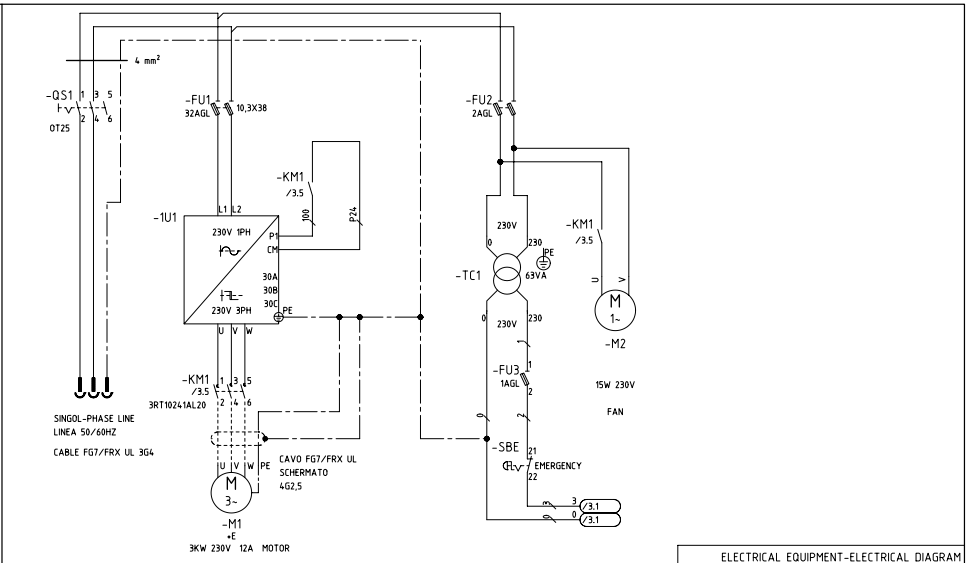 4 mm²
-QS1 1 3 5
2 4 6
OT25
-FU1
32AGL
10,3X38
-FU2
2AGL
-KM1
/3.5
100
P24
-1U1
L1 L2
230V 1PH
P1
CM
30A
30B
30C
PE
230V 3PH
U V W
-KM1 1 3 5
/3.5
2 4 6
3RT10241AL20
U V W PE
M
3~
-M1
+E
3KW 230V 12A MOTOR
CAVO FG7/FRX UL
SCHERMATO
4G2,5
SINGOL-PHASE LINE
LINEA 50/60HZ
CABLE FG7/FRX UL 3G4
230V
0 230
PE
-TC1
63VA
0 230V 230
1
-FU3 1
1AGL
2
0 2
-SBE 21
EMERGENCY
22
3 3 /3.1
0 0 /3.1
-KM1
/3.5
U V
M
1~
-M2
15W 230V
FAN
ELECTRICAL EQUIPMENT-ELECTRICAL DIAGRAM